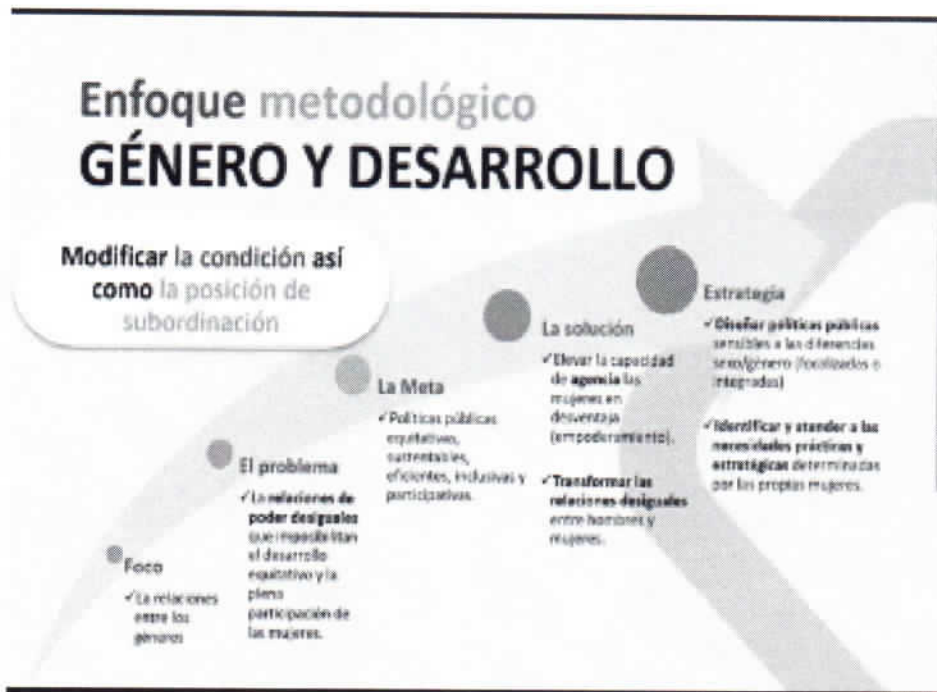 Enfoque metodológico
GÉNERO Y DESARROLLO
Modificar la condición así
como la posición de
subordinación
Foco
✓La relaciones
entre los
géneros
El problema
✓La relaciones de
poder desiguales
que imposibilitan
el desarrollo
equitativo y la
plena
participación de
las mujeres.
La Meta
✓Políticas públicas
equitativas,
sustentables,
eficientes, inclusivas y
participativas.
La solución
✓Elevar la capacidad
de agencia las
mujeres en
desventaja
(empoderamiento).
✓Transformar las
relaciones desiguales
entre hombres y
mujeres.
Estrategia
✓Diseñar políticas públicas
sensibles a las diferencias
sexo/género (focalizadas o
integradas)
✓Identificar y atender a las
necesidades prácticas y
estratégicas determinadas
por las propias mujeres.